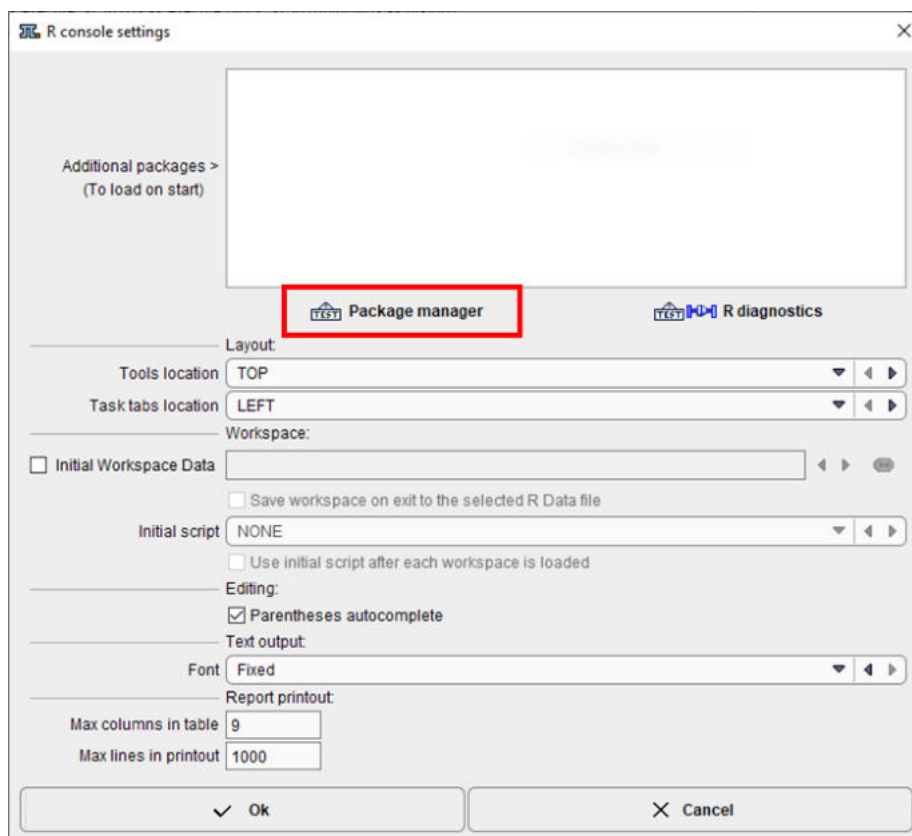 R console settings
Additional packages >
(To load on start)
TEST Package manager
TEST R diagnostics
Layout:
Tools location TOP
Task tabs location LEFT
Workspace:
Initial Workspace Data
Save workspace on exit to the selected R Data file
Initial script NONE
Use initial script after each workspace is loaded
Editing:
Parentheses autocomplete
Text output:
Font Fixed
Report printout:
Max columns in table 9
Max lines in printout 1000
Ok
Cancel